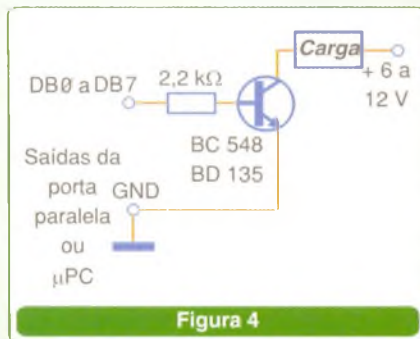 Carga
+ 6 a
12 V
DB0 a DB7
2,2 kΩ
BC 548
BD 135
Saídas da
porta
paralela
ou
µPC
GND
Figura 4